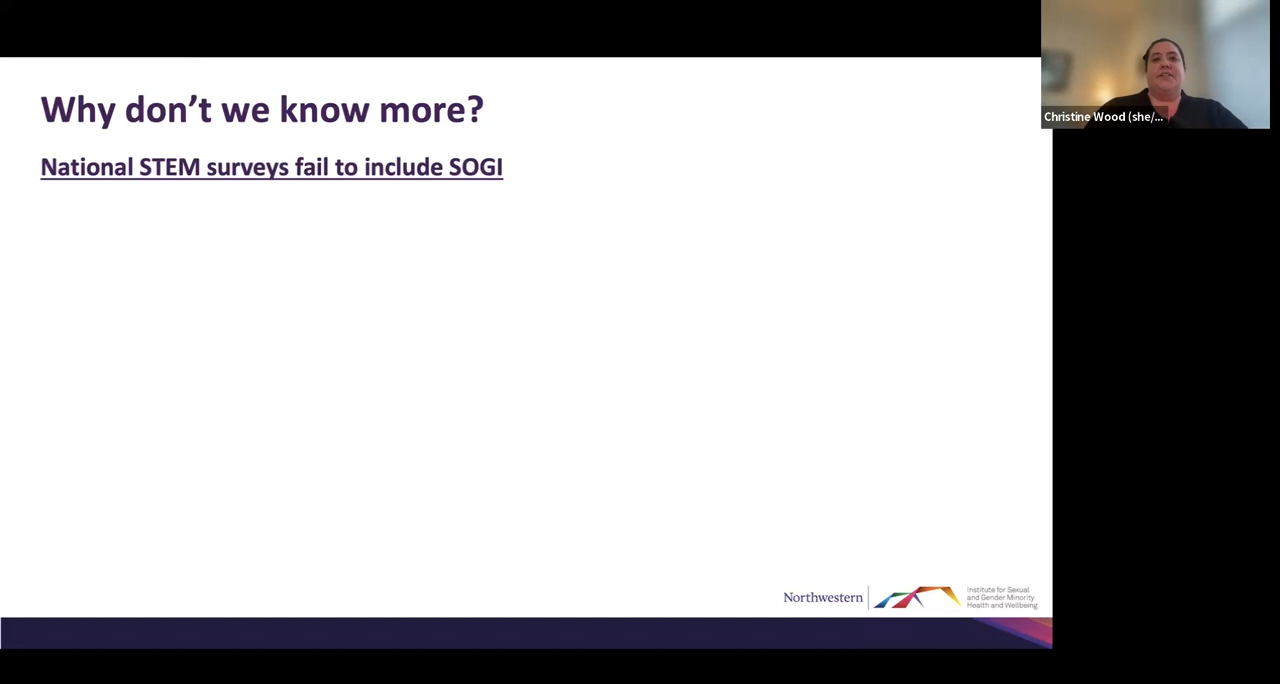 Why don’t we know more?
National STEM surveys fail to include SOGI
Christine Wood (she/...
Northwestern
Institute for Sexual
and Gender Minority
Health and Wellbeing